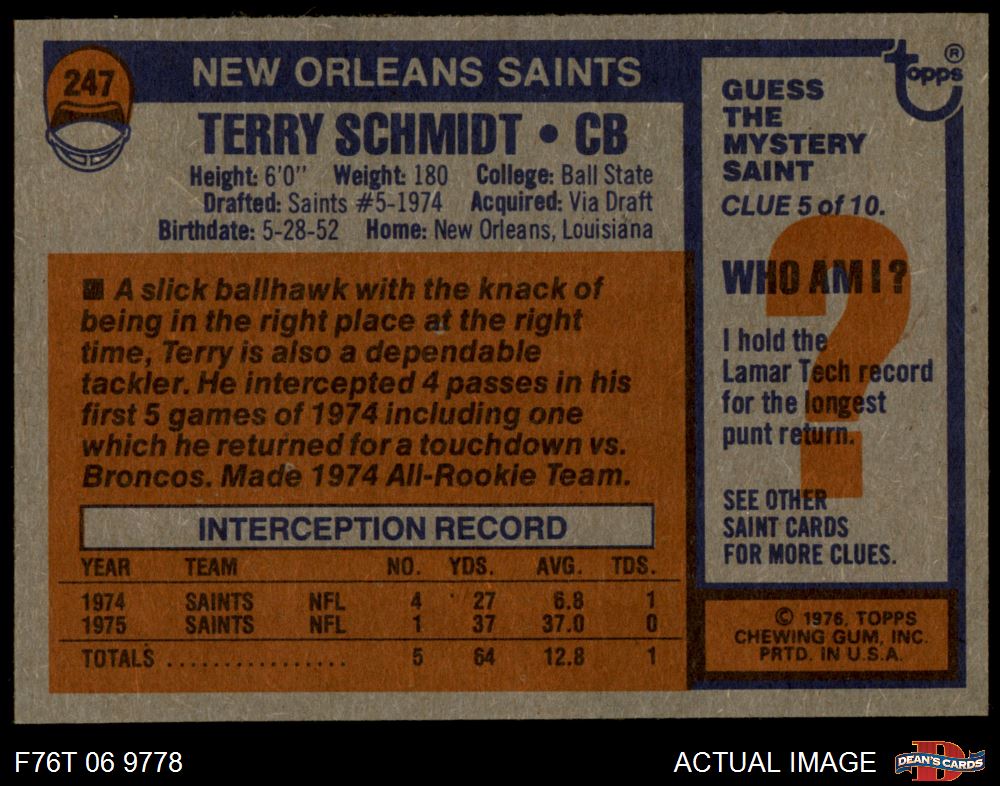 247
NEW ORLEANS SAINTS
TERRY SCHMIDT • CB
Height: 6'0" Weight: 180 College: Ball State
Drafted: Saints #5-1974 Acquired: Via Draft
Birthdate: 5-28-52 Home: New Orleans, Louisiana
■ A slick ballhawk with the knack of
being in the right place at the right
time, Terry is also a dependable
tackler. He intercepted 4 passes in his
first 5 games of 1974 including one
which he returned for a touchdown vs.
Broncos. Made 1974 All-Rookie Team.
INTERCEPTION RECORD
YEAR TEAM NO. YDS. AVG. TDS.
1974 SAINTS NFL 4 27 6.8 1
1975 SAINTS NFL 1 37 37.0 0
TOTALS ................. 5 64 12.8 1
topps ®
GUESS
THE
MYSTERY
SAINT
CLUE 5 of 10.
?
WHO AM I?
I hold the
Lamar Tech record
for the longest
punt return.
SEE OTHER
SAINT CARDS
FOR MORE CLUES.
© 1976, TOPPS
CHEWING GUM, INC.
PRTD. IN U.S.A.
F76T 06 9778
ACTUAL IMAGE
D
DEAN'S CARDS